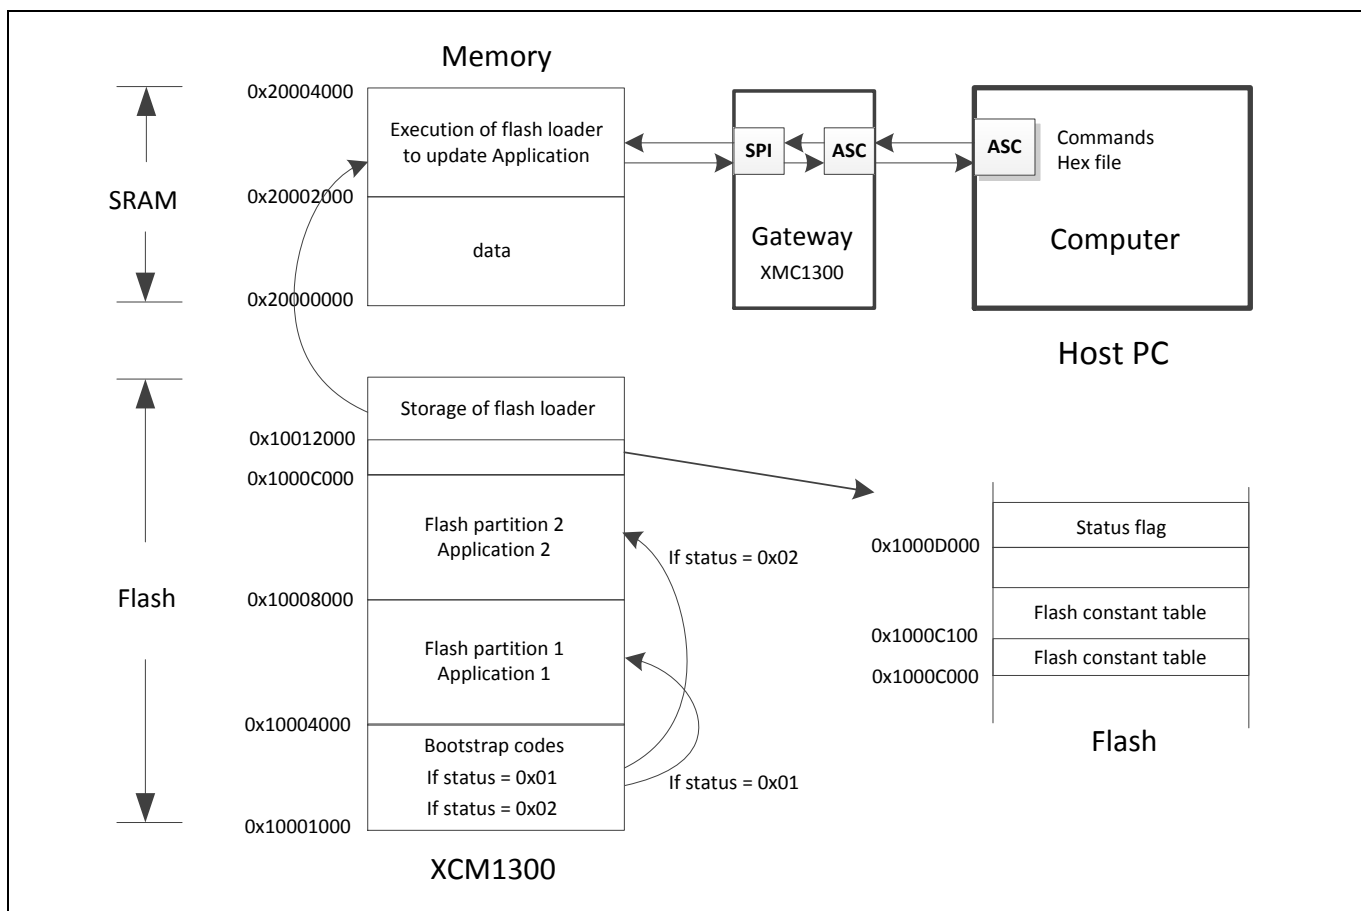 Memory
0x20004000
Execution of flash loader
to update Application
SRAM
0x20002000
data
0x20000000
SPI
ASC
Gateway
XMC1300
ASC
Commands
Hex file
Computer
Host PC
Storage of flash loader
0x10012000
0x1000C000
Flash partition 2
Application 2
If status = 0x02
Flash
0x10008000
Flash partition 1
Application 1
0x10004000
Bootstrap codes
If status = 0x01
If status = 0x02
If status = 0x01
0x10001000
XCM1300
Status flag
0x1000D000
Flash constant table
0x1000C100
Flash constant table
0x1000C000
Flash